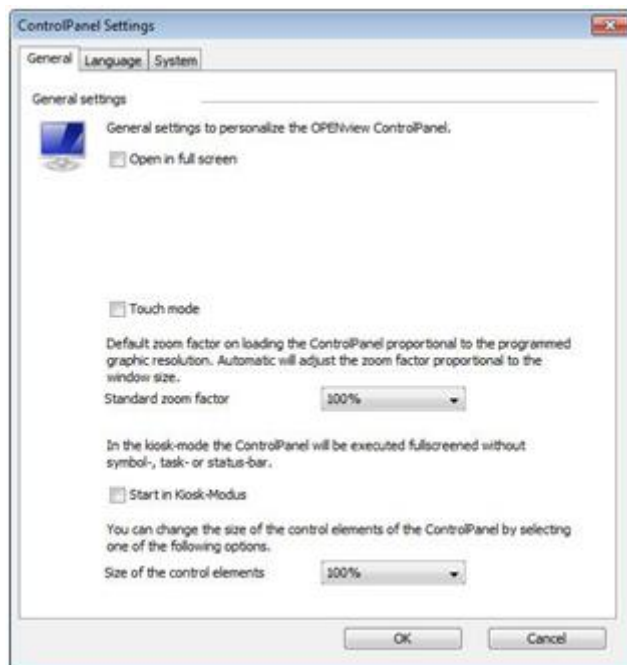 ControlPanel Settings
General Language System
General settings
General settings to personalize the OPENview ControlPanel.
Open in full screen
Touch mode
Default zoom factor on loading the ControlPanel proportional to the programmed
graphic resolution. Automatic will adjust the zoom factor proportional to the
window size.
Standard zoom factor 100%
In the kiosk-mode the ControlPanel will be executed fullscreened without
symbol-, task- or status-bar.
Start in Kiosk-Modus
You can change the size of the control elements of the ControlPanel by selecting
one of the following options.
Size of the control elements 100%
OK Cancel